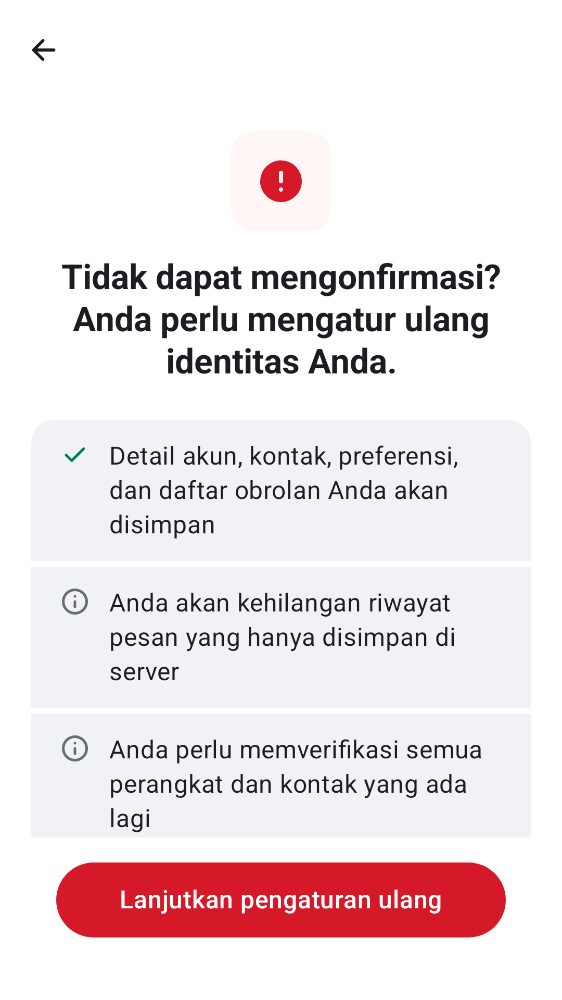 Tidak dapat mengonfirmasi?
Anda perlu mengatur ulang
identitas Anda.
Detail akun, kontak, preferensi,
dan daftar obrolan Anda akan
disimpan
Anda akan kehilangan riwayat
pesan yang hanya disimpan di
server
Anda perlu memverifikasi semua
perangkat dan kontak yang ada
lagi
Lanjutkan pengaturan ulang